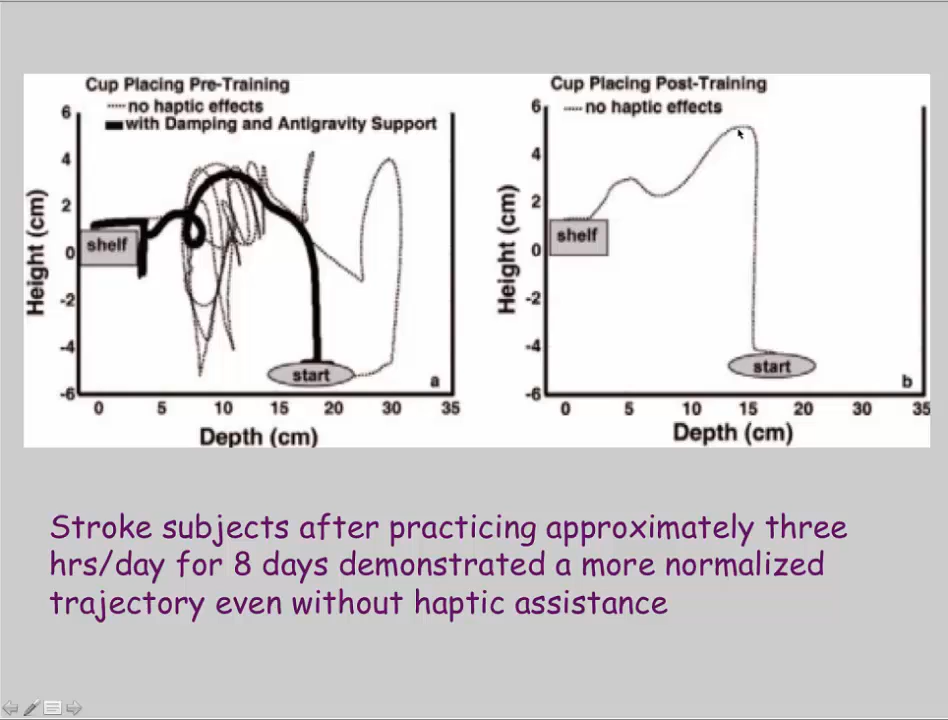 Cup Placing Pre-Training
no haptic effects
with Damping and Antigravity Support
6
4
2
0
-2
-4
-6
Height (cm)
shelf
start
a
0 5 10 15 20 30 35
Depth (cm)
Cup Placing Post-Training
no haptic effects
6
4
2
0
-2
-4
-6
Height (cm)
shelf
start
b
0 5 10 15 20 30 35
Depth (cm)
Stroke subjects after practicing approximately three
hrs/day for 8 days demonstrated a more normalized
trajectory even without haptic assistance